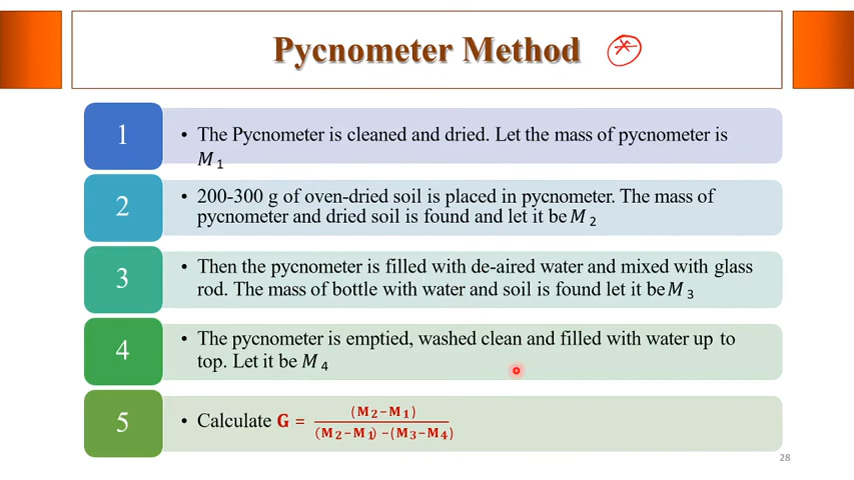 Pycnometer Method
1
• The Pycnometer is cleaned and dried. Let the mass of pycnometer is
M 1
2
• 200-300 g of oven-dried soil is placed in pycnometer. The mass of
pycnometer and dried soil is found and let it be M 2
3
• Then the pycnometer is filled with de-aired water and mixed with glass
rod. The mass of bottle with water and soil is found let it be M 3
4
• The pycnometer is emptied, washed clean and filled with water up to
top. Let it be M 4
5
• Calculate G = (M₂−M₁) / (M₂−M₁) −(M₃−M₄)
28